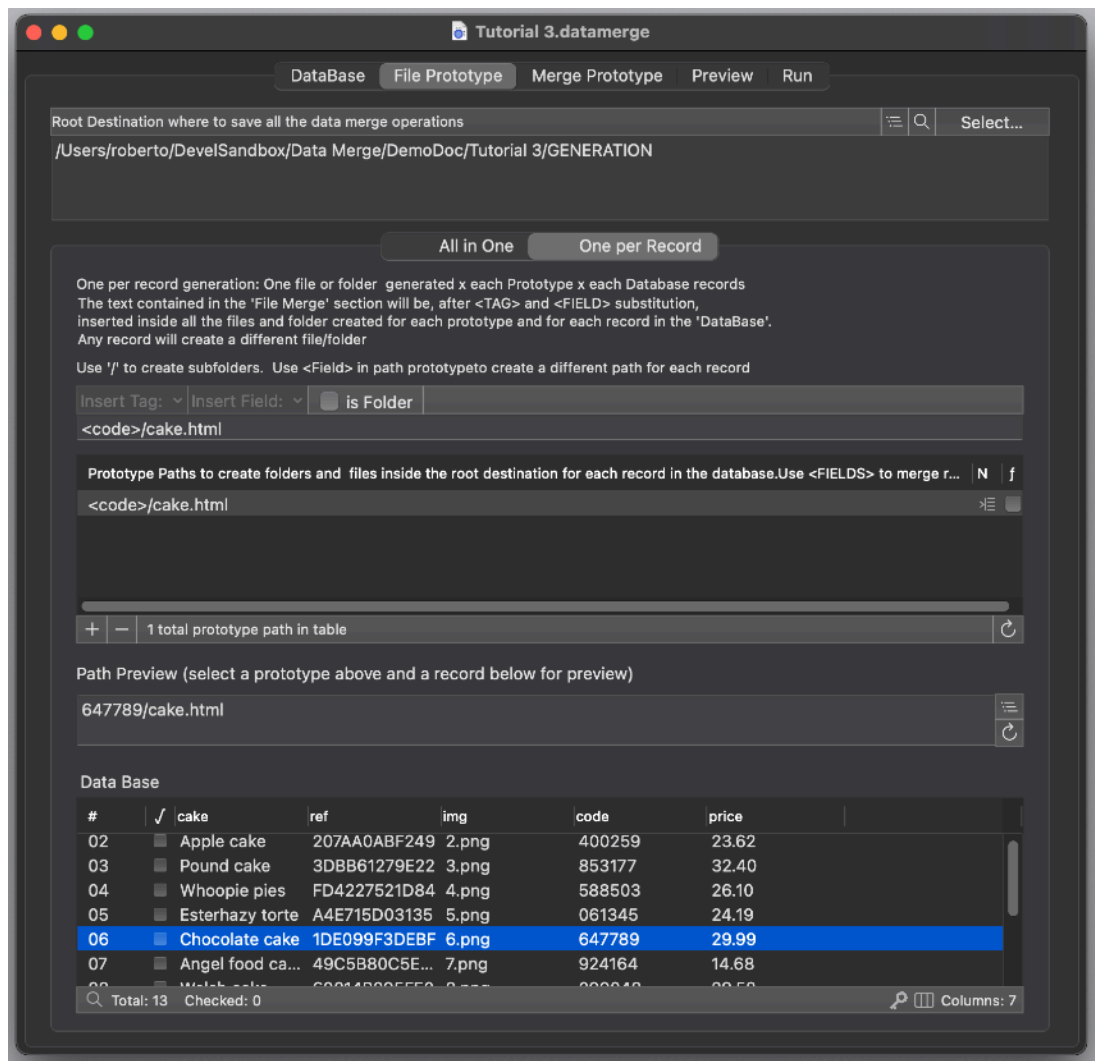 Tutorial 3.datamerge
DataBase File Prototype Merge Prototype Preview Run
Root Destination where to save all the data merge operations Select...
/Users/roberto/DevelSandbox/Data Merge/DemoDoc/Tutorial 3/GENERATION
All in One One per Record
One per record generation: One file or folder generated x each Prototype x each Database records
The text contained in the 'File Merge' section will be, after <TAG> and <FIELD> substitution,
inserted inside all the files and folder created for each prototype and for each record in the 'DataBase'.
Any record will create a different file/folder
Use '/' to create subfolders. Use <Field> in path prototypeto create a different path for each record
Insert Tag: Insert Field: is Folder
<code>/cake.html
Prototype Paths to create folders and files inside the root destination for each record in the database.Use <FIELDS> to merge r... N f
<code>/cake.html
+ − 1 total prototype path in table
Path Preview (select a prototype above and a record below for preview)
647789/cake.html
Data Base
# √ cake ref img code price
02 Apple cake 207AA0ABF249 2.png 400259 23.62
03 Pound cake 3DBB61279E22 3.png 853177 32.40
04 Whoopie pies FD4227521D84 4.png 588503 26.10
05 Esterhazy torte A4E715D03135 5.png 061345 24.19
06 Chocolate cake 1DE099F3DEBF 6.png 647789 29.99
07 Angel food ca... 49C5B80C5E... 7.png 924164 14.68
Total: 13 Checked: 0 Columns: 7